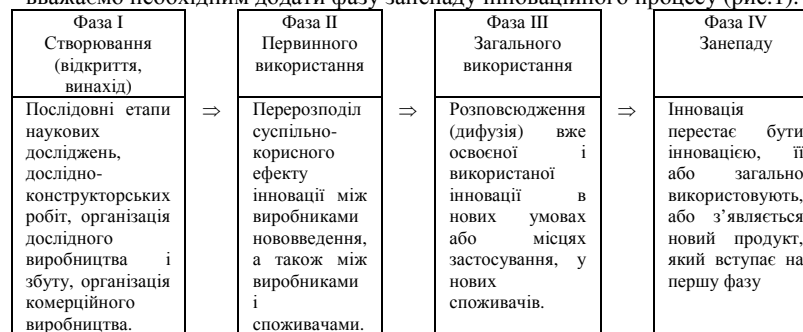 вважаємо необхідним додати фазу занепаду інноваційного процесу (рис.1).
Фаза І
Створювання
(відкриття,
винахід)
Послідовні етапи
наукових
досліджень,
дослідно-
конструкторських
робіт, організація
дослідного
виробництва і
збуту, організація
комерційного
виробництва.
⇒
Фаза ІІ
Первинного
використання
Перерозподіл
суспільно-
корисного
ефекту
інновації між
виробниками
нововведення,
а також між
виробниками
і
споживачами.
⇒
Фаза ІІІ
Загального
використання
Розповсюдження
(дифузія) вже
освоєної і
використаної
інновації в
нових умовах
або місцях
застосування, у
нових
споживачів.
⇒
Фаза IV
Занепаду
Інновація
перестає бути
інновацією, її
або загально
використовують,
або з’являється
новий продукт,
який вступає на
першу фазу